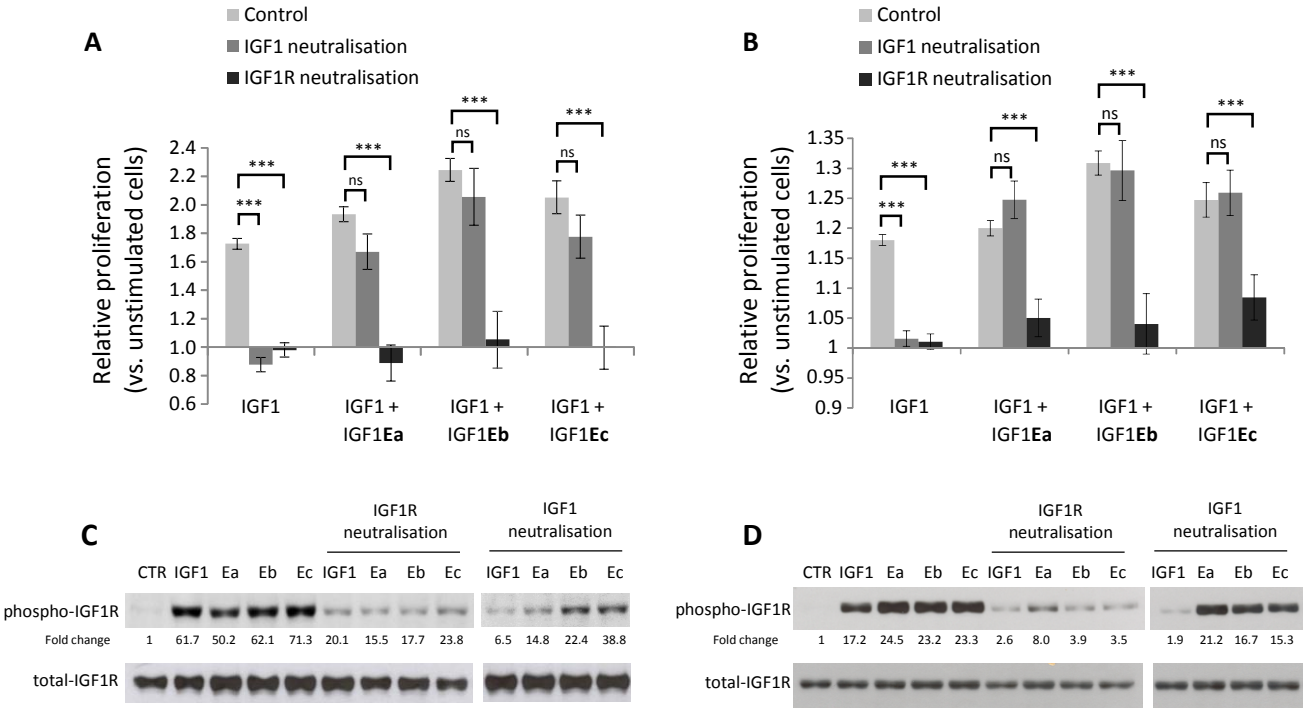 A
Control
IGF1 neutralisation
IGF1R neutralisation
Relative proliferation
(vs. unstimulated cells)
2.4
2.2
2.0
1.8
1.6
1.4
1.2
1.0
0.8
0.6
***
***
ns
***
ns
***
ns
***
IGF1
IGF1 +
IGF1Ea
IGF1 +
IGF1Eb
IGF1 +
IGF1Ec
B
Control
IGF1 neutralisation
IGF1R neutralisation
Relative proliferation
(vs. unstimulated cells)
1.35
1.3
1.25
1.2
1.15
1.1
1.05
1
0.95
0.9
***
***
ns
***
ns
***
ns
***
IGF1
IGF1 +
IGF1Ea
IGF1 +
IGF1Eb
IGF1 +
IGF1Ec
C
IGF1R
neutralisation
IGF1
neutralisation
CTR IGF1 Ea Eb Ec IGF1 Ea Eb Ec IGF1 Ea Eb Ec
phospho-IGF1R
Fold change 1 61.7 50.2 62.1 71.3 20.1 15.5 17.7 23.8 6.5 14.8 22.4 38.8
total-IGF1R
D
IGF1R
neutralisation
IGF1
neutralisation
CTR IGF1 Ea Eb Ec IGF1 Ea Eb Ec IGF1 Ea Eb Ec
phospho-IGF1R
Fold change 1 17.2 24.5 23.2 23.3 2.6 8.0 3.9 3.5 1.9 21.2 16.7 15.3
total-IGF1R